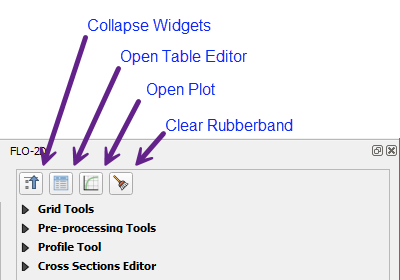 Collapse Widgets
Open Table Editor
Open Plot
Clear Rubberband
FLO-2D
Grid Tools
Pre-processing Tools
Profile Tool
Cross Sections Editor